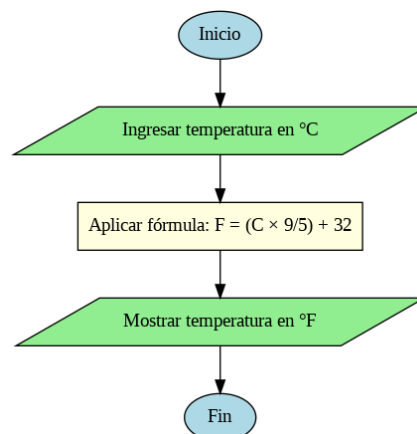 Inicio
Ingresar temperatura en °C
Aplicar fórmula: F = (C × 9/5) + 32
Mostrar temperatura en °F
Fin